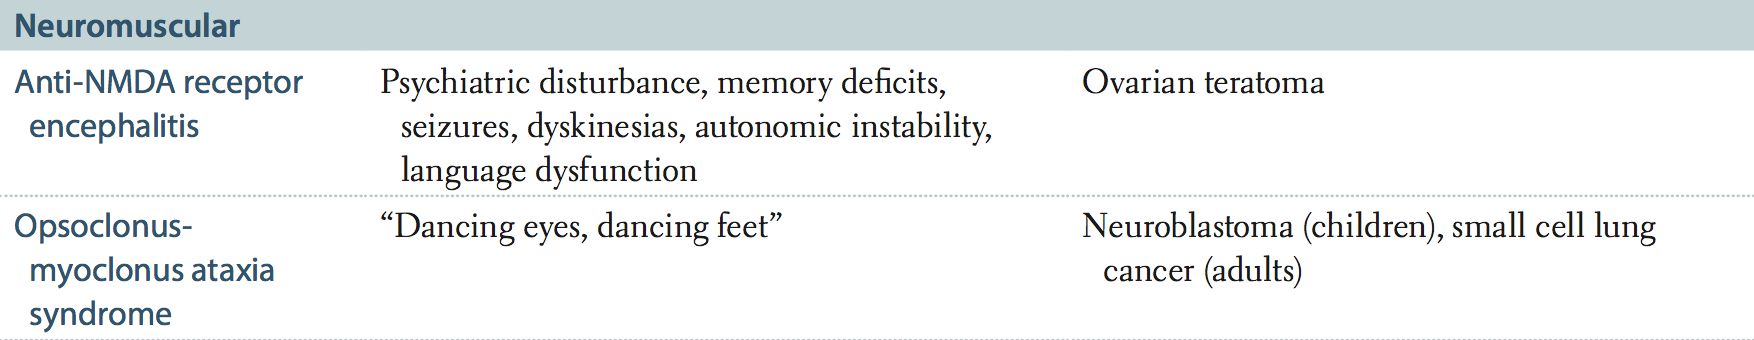 Neuromuscular
Anti-NMDA receptor
encephalitis
Psychiatric disturbance, memory deficits,
seizures, dyskinesias, autonomic instability,
language dysfunction
Ovarian teratoma
Opsoclonus-
myoclonus ataxia
syndrome
“Dancing eyes, dancing feet”
Neuroblastoma (children), small cell lung
cancer (adults)